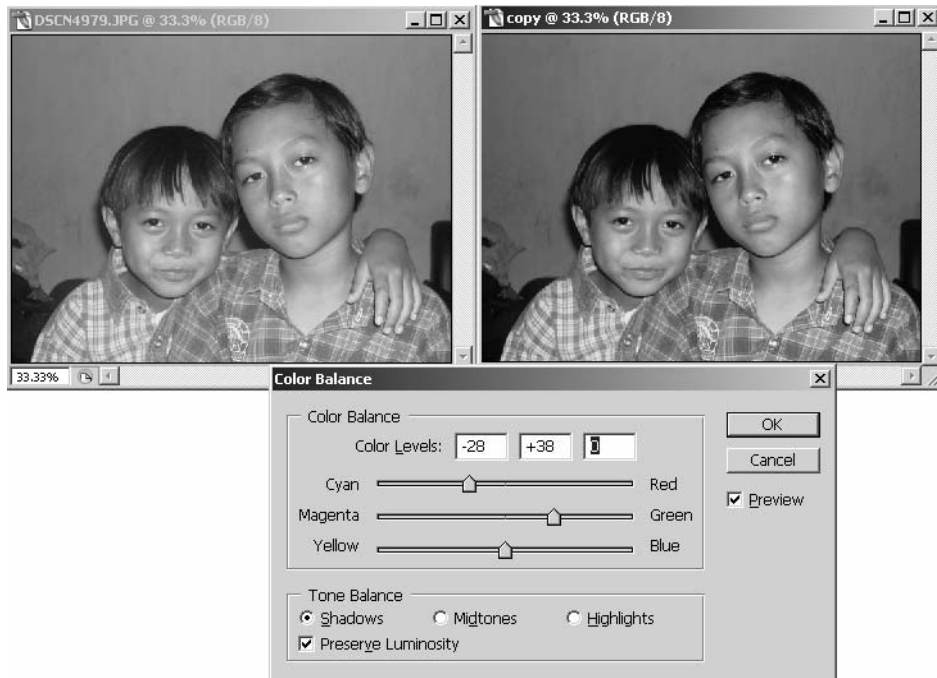 DSCN4979.JPG @ 33.3% (RGB/8)
copy @ 33.3% (RGB/8)
33.33%
Color Balance
Color Balance
Color Levels: -28 +38 0
Cyan Red
Magenta Green
Yellow Blue
OK
Cancel
Preview
Tone Balance
Shadows Midtones Highlights
Preserve Luminosity